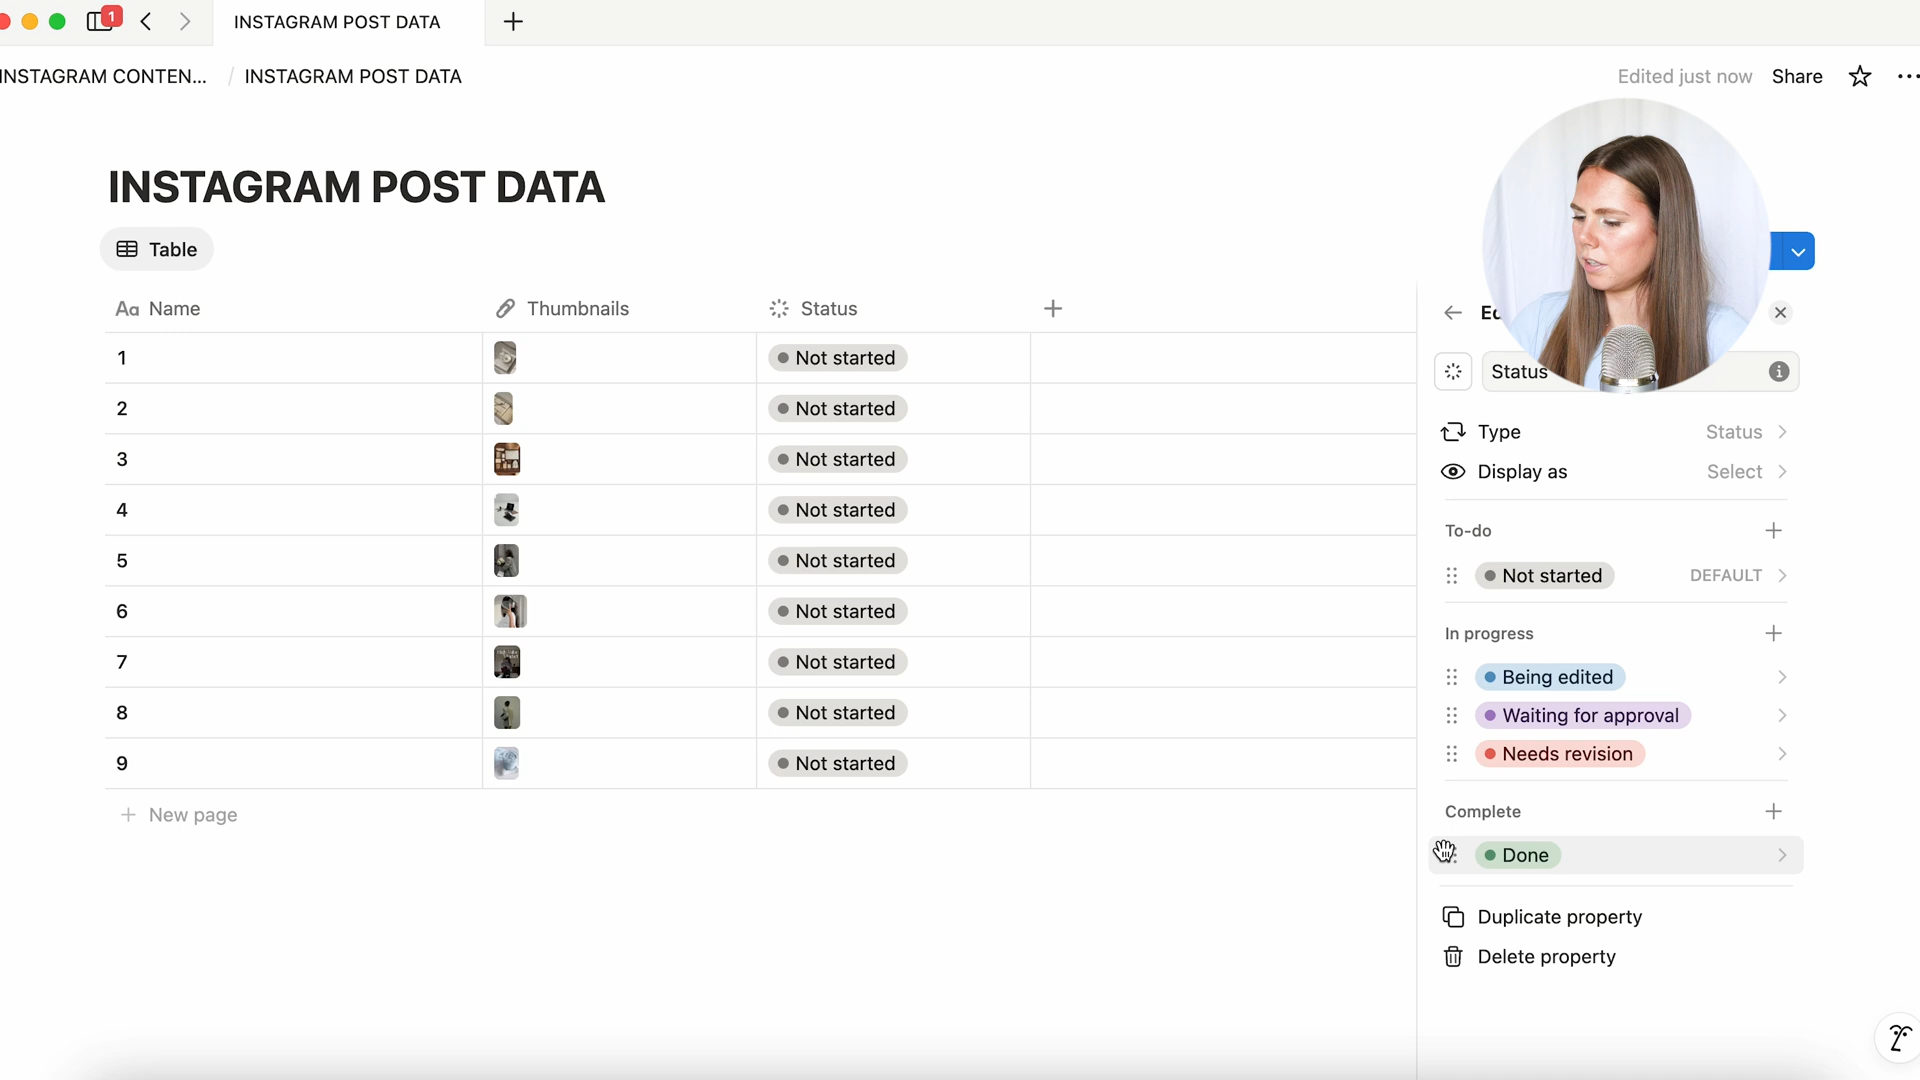 1
INSTAGRAM POST DATA
INSTAGRAM CONTEN... / INSTAGRAM POST DATA
Edited just now Share
INSTAGRAM POST DATA
Table
Aa Name Thumbnails Status
1 Not started
2 Not started
3 Not started
4 Not started
5 Not started
6 Not started
7 Not started
8 Not started
9 Not started
New page
Status
Type Status
Display as Select
To-do
Not started DEFAULT
In progress
Being edited
Waiting for approval
Needs revision
Complete
Done
Duplicate property
Delete property